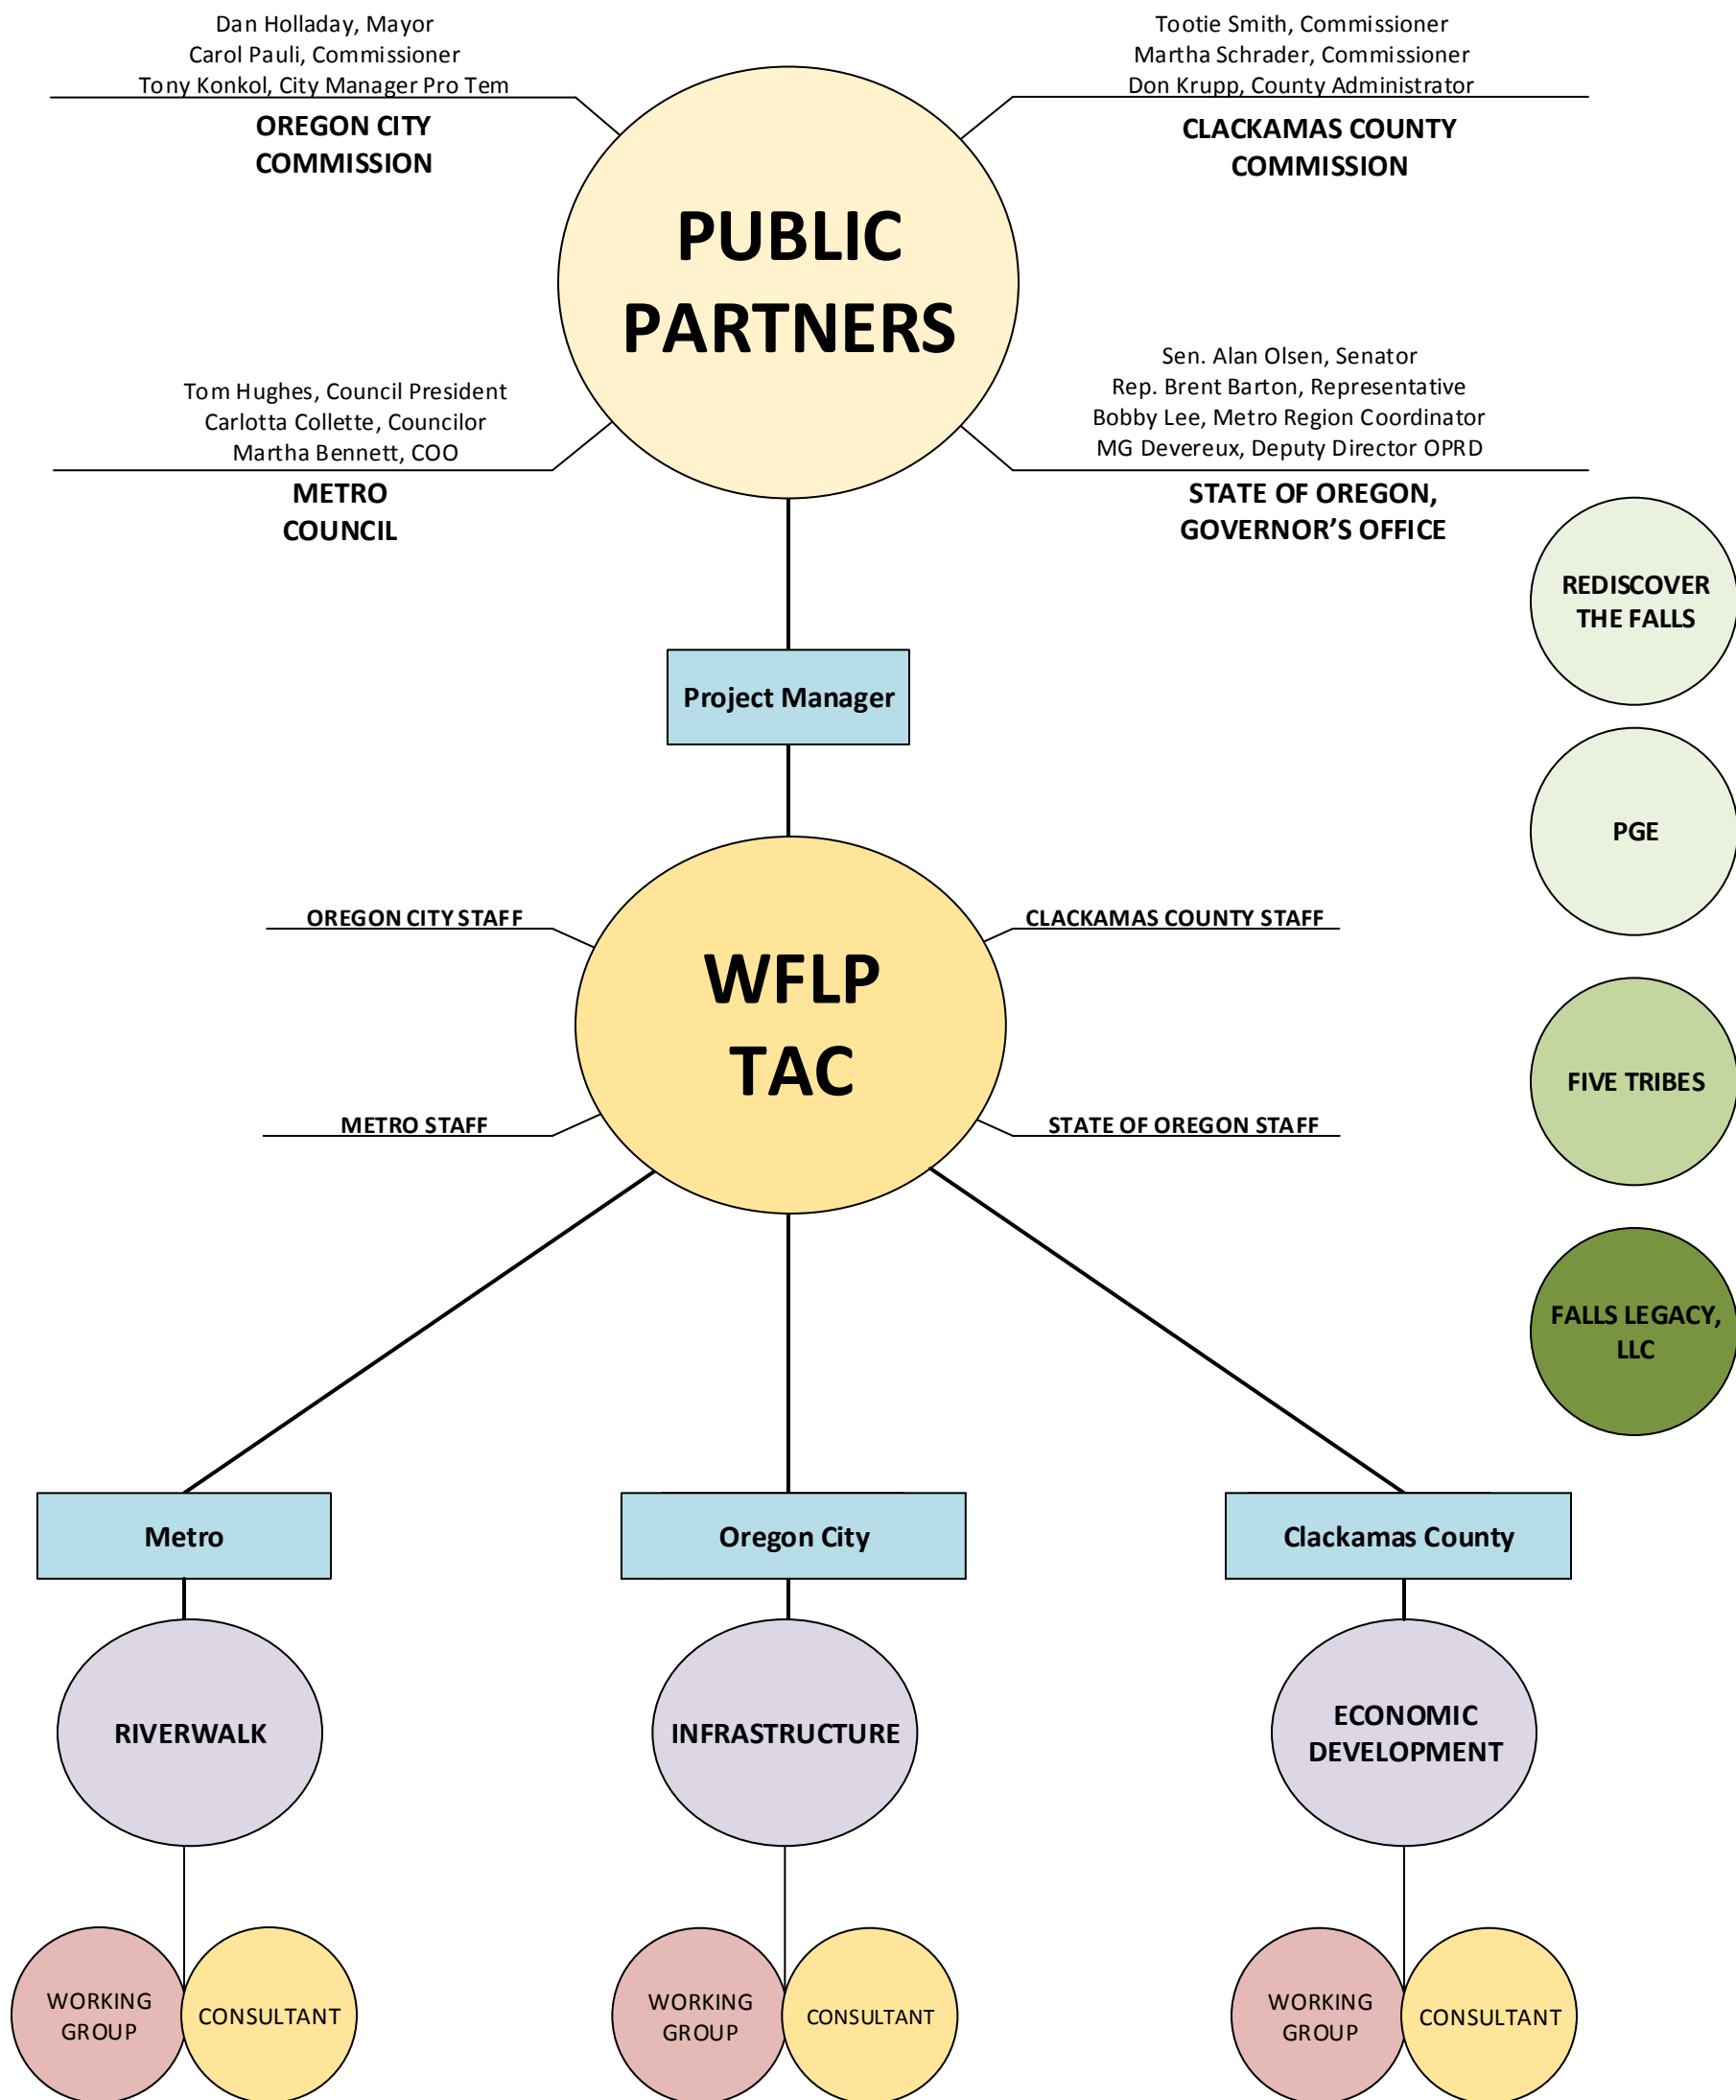 Dan Holladay, Mayor
Carol Pauli, Commissioner
Tony Konkol, City Manager Pro Tem
OREGON CITY
COMMISSION
Tootie Smith, Commissioner
Martha Schrader, Commissioner
Don Krupp, County Administrator
CLACKAMAS COUNTY
COMMISSION
PUBLIC
PARTNERS
Tom Hughes, Council President
Carlotta Collette, Councilor
Martha Bennett, COO
METRO
COUNCIL
Sen. Alan Olsen, Senator
Rep. Brent Barton, Representative
Bobby Lee, Metro Region Coordinator
MG Devereux, Deputy Director OPRD
STATE OF OREGON,
GOVERNOR’S OFFICE
REDISCOVER
THE FALLS
Project Manager
PGE
OREGON CITY STAFF
CLACKAMAS COUNTY STAFF
WFLP
TAC
METRO STAFF
STATE OF OREGON STAFF
FIVE TRIBES
FALLS LEGACY,
LLC
Metro
Oregon City
Clackamas County
RIVERWALK
INFRASTRUCTURE
ECONOMIC
DEVELOPMENT
WORKING
GROUP
CONSULTANT
WORKING
GROUP
CONSULTANT
WORKING
GROUP
CONSULTANT